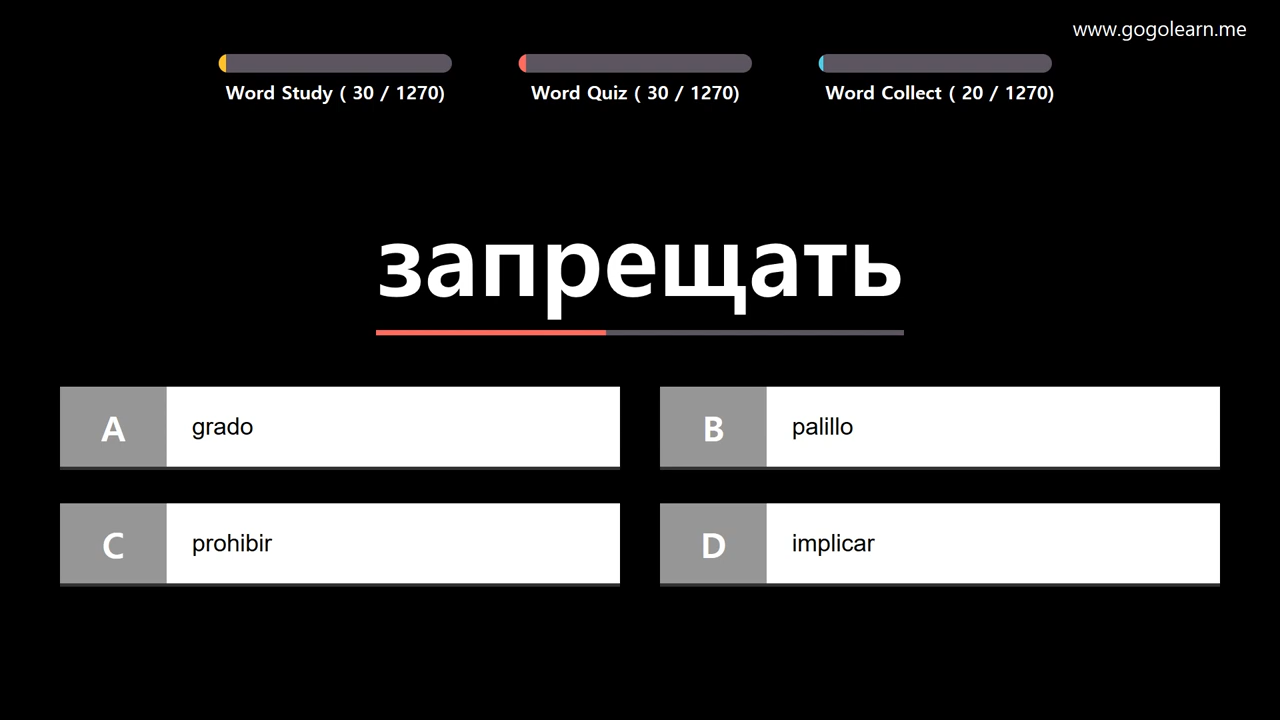 www.gogolearn.me
Word Study ( 30 / 1270)
Word Quiz ( 30 / 1270)
Word Collect ( 20 / 1270)
запрещать
A
grado
B
palillo
C
prohibir
D
implicar